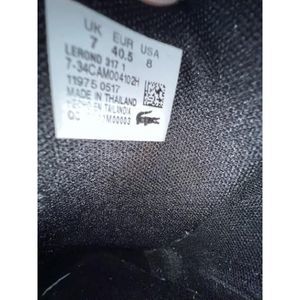 UK EUR USA
7 40.5 8
LEROND 317 1
7-34CAM004102H
11975 0517
MADE IN THAILAND
HECHO EN TAILANDIA